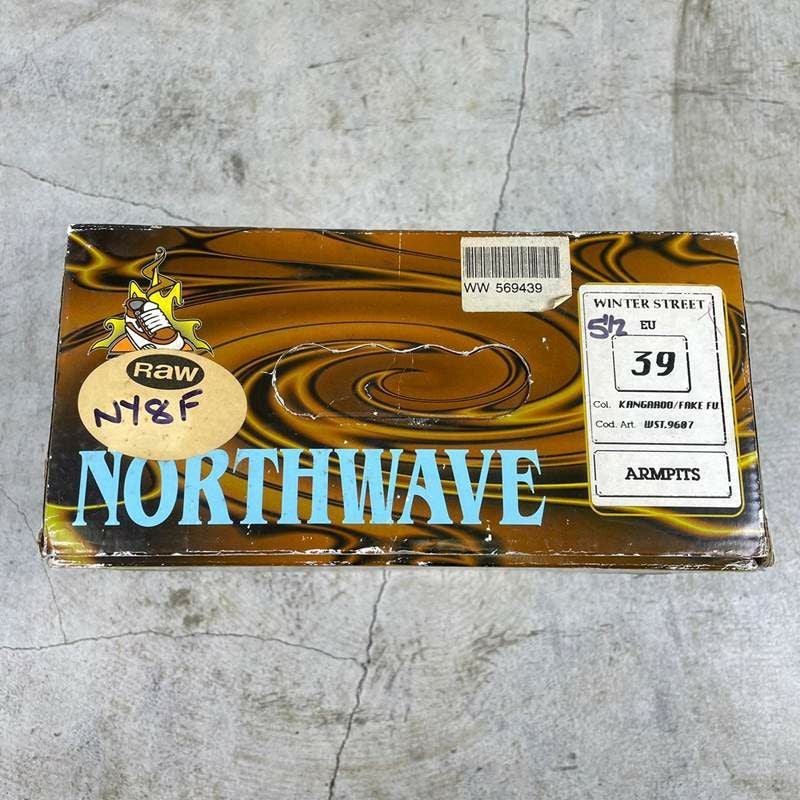 WW 569439
WINTER STREET
5½ EU
39
Col. KANGAROO/FAKE FU.
Cod. Art. WST.9607
ARMPITS
Raw
NY8F
NORTHWAVE